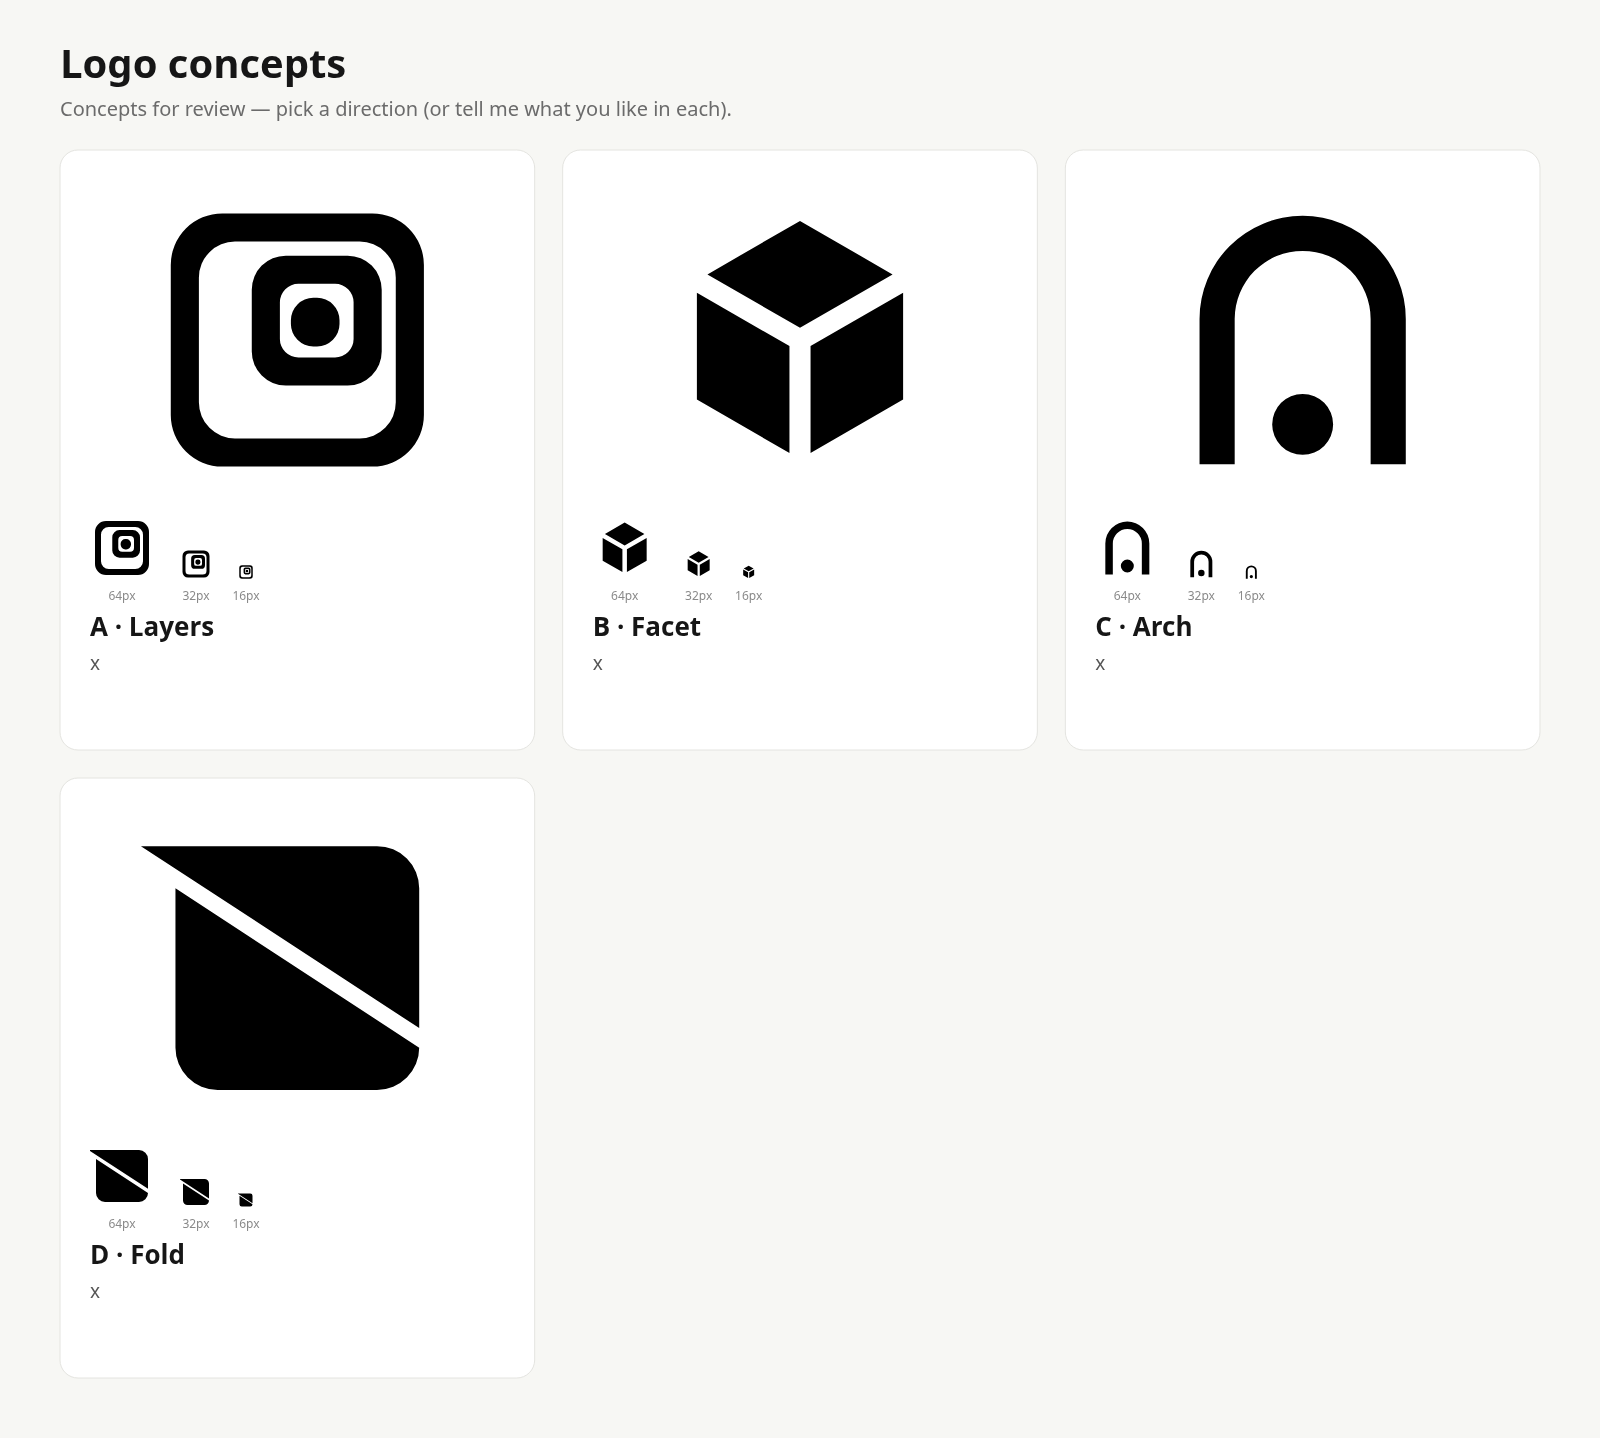 Logo concepts
Concepts for review — pick a direction (or tell me what you like in each).
64px 32px 16px
A · Layers
x
64px 32px 16px
B · Facet
x
64px 32px 16px
C · Arch
x
64px 32px 16px
D · Fold
x